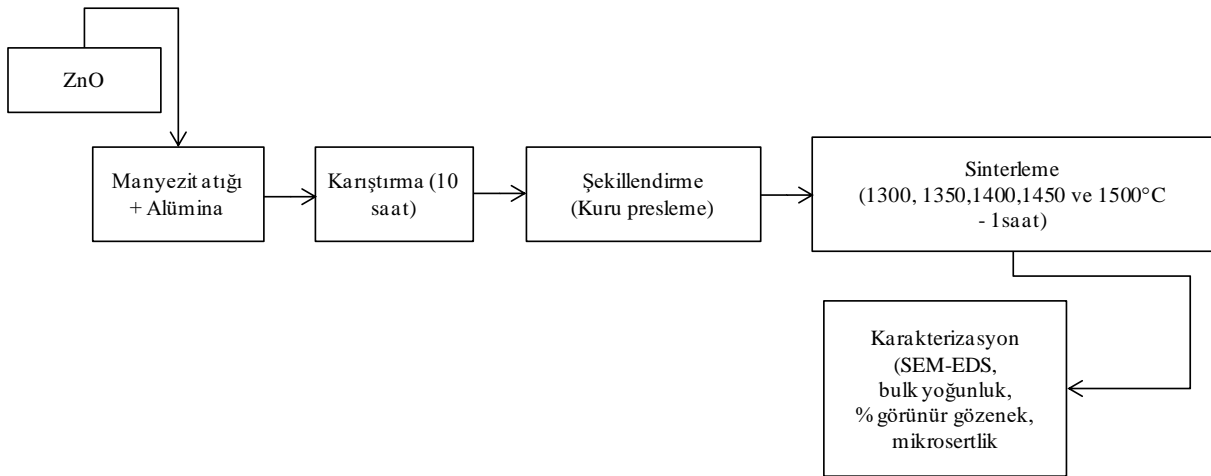 ZnO
Manyezit atığı
+ Alümina
Karıştırma (10
saat)
Şekillendirme
(Kuru presleme)
Sinterleme
(1300, 1350,1400,1450 ve 1500°C
- 1saat)
Karakterizasyon
(SEM-EDS,
bulk yoğunluk,
% görünür gözenek,
mikrosertlik